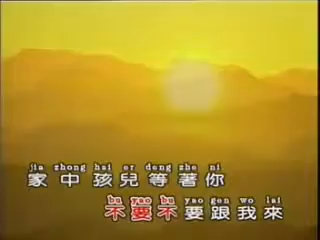 jia zhong hai er deng zhe ni
家中孩兒等著你
bu yao bu yao gen wo lai
不要不要跟我來